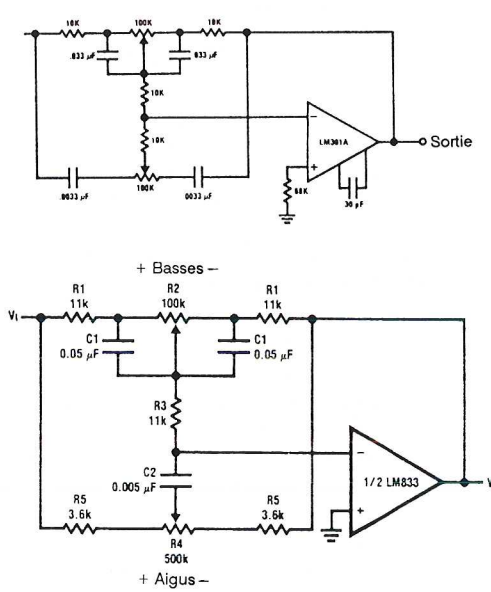 10K 100K 10K
.033 µF .033 µF
10K
LM301A Sortie
10K
68K
.0033 µF 100K .0033 µF
30 pF
+ Basses –
R1 R2 R1
11k 100k 11k
V₁
C1 C1
0.05 µF 0.05 µF
R3
11k
C2
0.005 µF
1/2 LM833
R5 R5
3.6k 3.6k
R4
500k
+ Aigus –